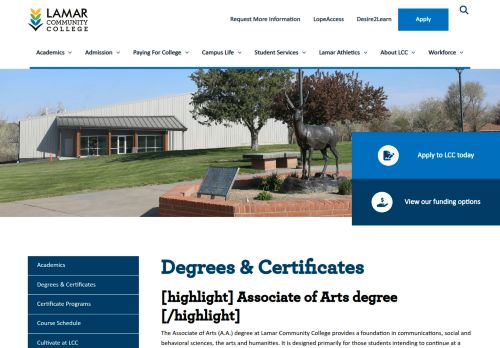 LAMAR
COMMUNITY
COLLEGE
Request More Information LopeAccess Desire2Learn Apply
Academics Admission Paying For College Campus Life Student Services Lamar Athletics About LCC Workforce
Apply to LCC today
View our funding options
Academics
Degrees & Certificates
Certificate Programs
Course Schedule
Cultivate at LCC
Degrees & Certificates
[highlight] Associate of Arts degree
[/highlight]
The Associate of Arts (A.A.) degree at Lamar Community College provides a foundation in communications, social and
behavioral sciences, the arts and humanities. It is designed primarily for those students intending to continue at a